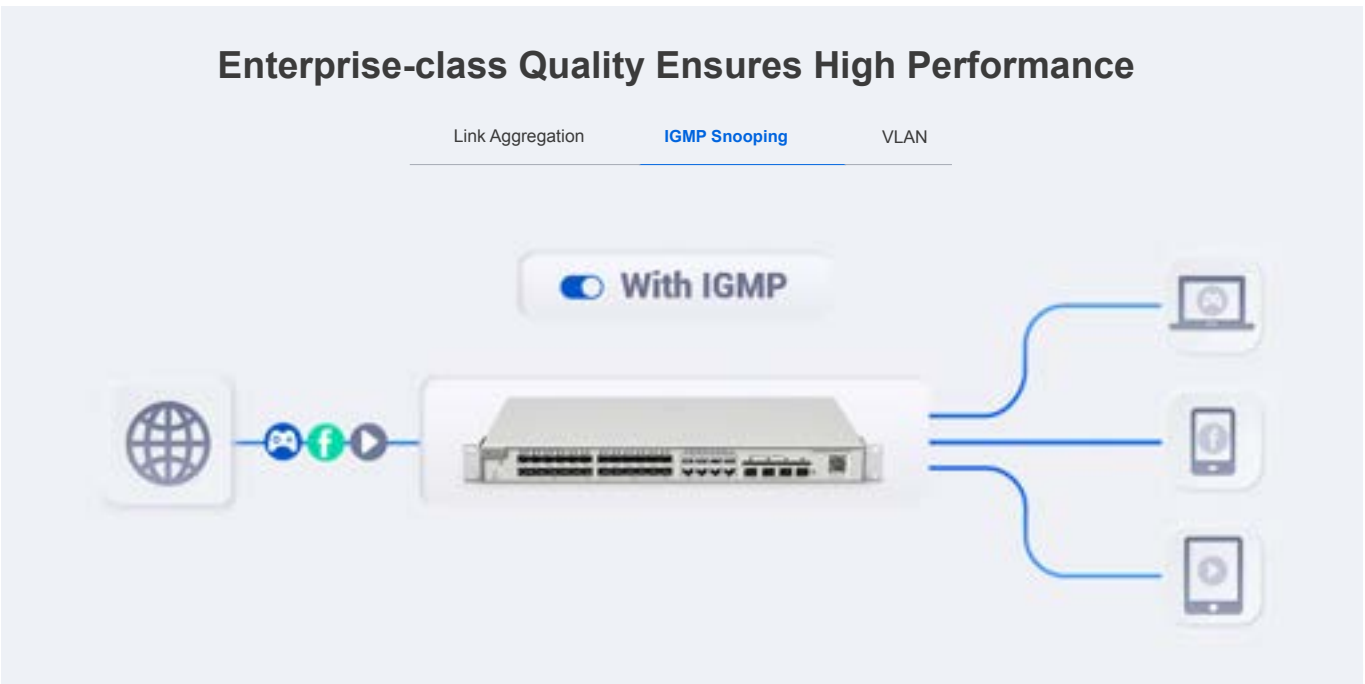 Enterprise-class Quality Ensures High Performance
Link Aggregation IGMP Snooping VLAN
With IGMP